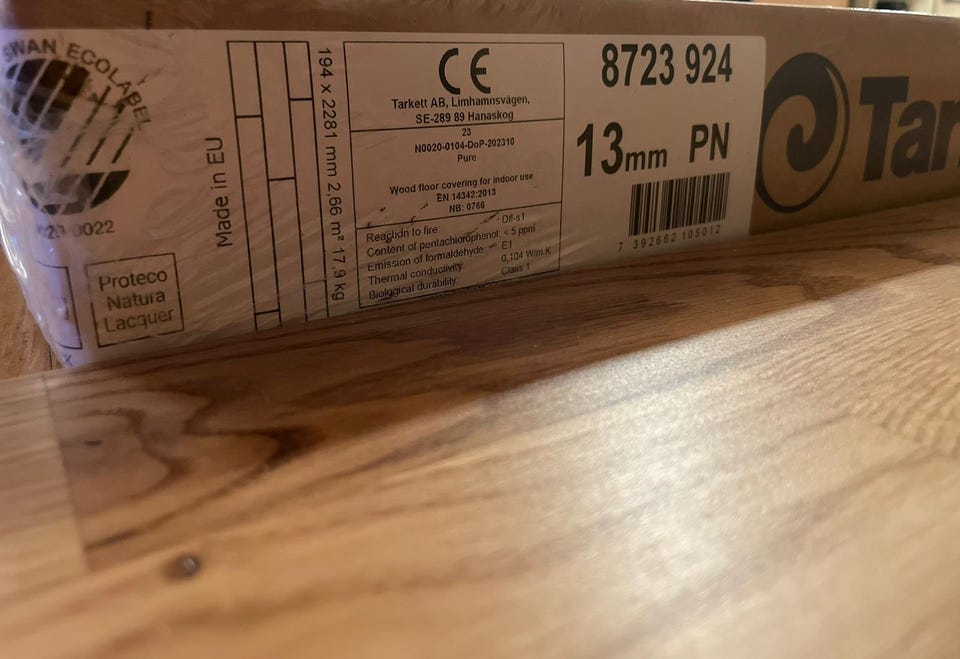 SWAN ECOLABEL
3022
Proteco
Natura
Lacquer
Made in EU
194 x 2281 mm 2.66 m² 17.9 kg
CE
Tarkett AB, Limhamnsvägen,
SE-289 89 Hanaskog
23
N0020-0104-DoP-202310
Pure
Wood floor covering for indoor use
EN 14342:2013
NB: 0766
Reaction to fire: Dfl-s1
Content of pentachlorophenol: < 5 ppm
Emission of formaldehyde: E1
Thermal conductivity: 0,104 W/m K
Biological durability: Class 1
8723 924
13mm PN
7 392662 105012
Tar